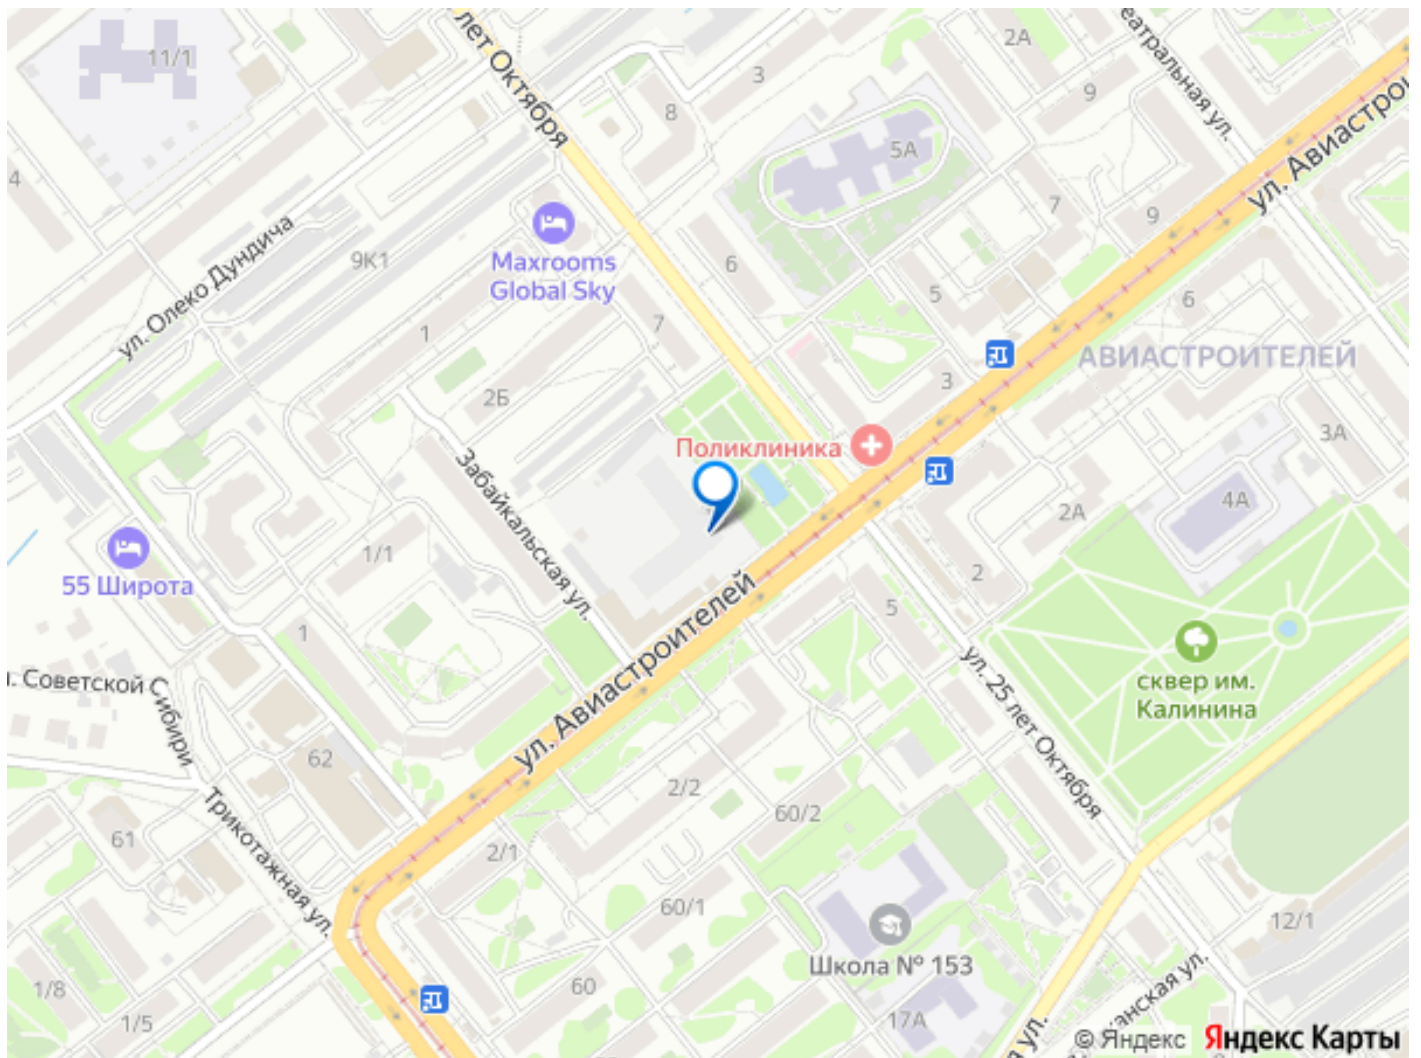 11/1
лет Октября
3
8
2А
9
еатральная ул.
ул. Авиастрои
5А
4
7
9
ул. Олеко Дундича
9К1
Maxrooms
Global Sky
6
5
6
1
7
АВИАСТРОИТЕЛЕЙ
3
2Б
Поликлиника
3А
Забайкальская ул.
4А
2А
1/1
55 Широта
2
5
1
ул. Авиастроителей
ул. 25 лет Октября
сквер им.
Калинина
. Советской Сибири
62
2/2
60/2
Трикотажная ул.
61
2/1
60/1
12/1
Школа № 153
1/8
60
1/5
17А
анская ул.
я ул.
© Яндекс Яндекс Карты